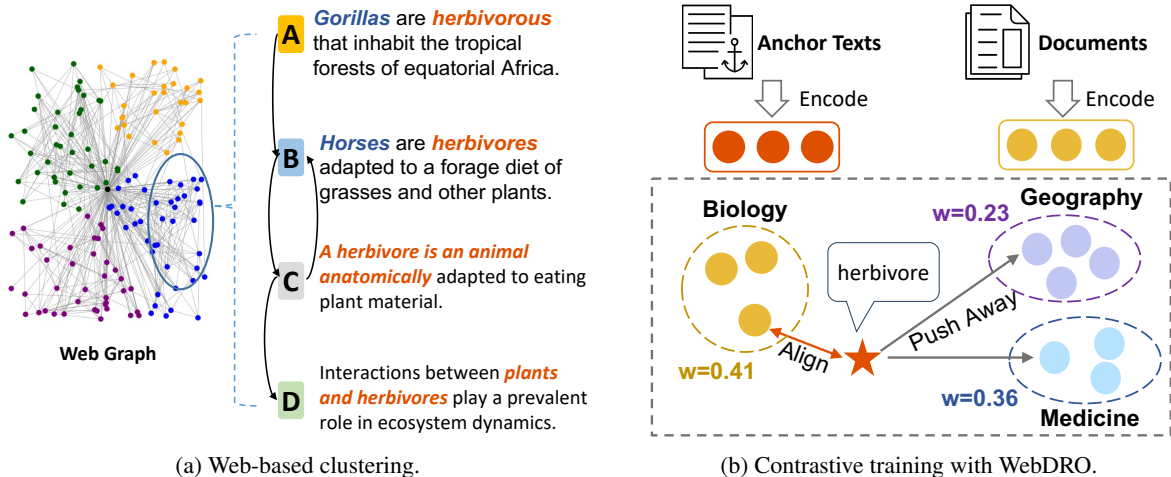 Web Graph
A
Gorillas are herbivorous
that inhabit the tropical
forests of equatorial Africa.
B
Horses are herbivores
adapted to a forage diet of
grasses and other plants.
C
A herbivore is an animal
anatomically adapted to eating
plant material.
D
Interactions between plants
and herbivores play a prevalent
role in ecosystem dynamics.
(a) Web-based clustering.
Anchor Texts
Documents
Encode
Encode
Biology
w=0.41
herbivore
Align
Push Away
w=0.23
Geography
w=0.36
Medicine
(b) Contrastive training with WebDRO.